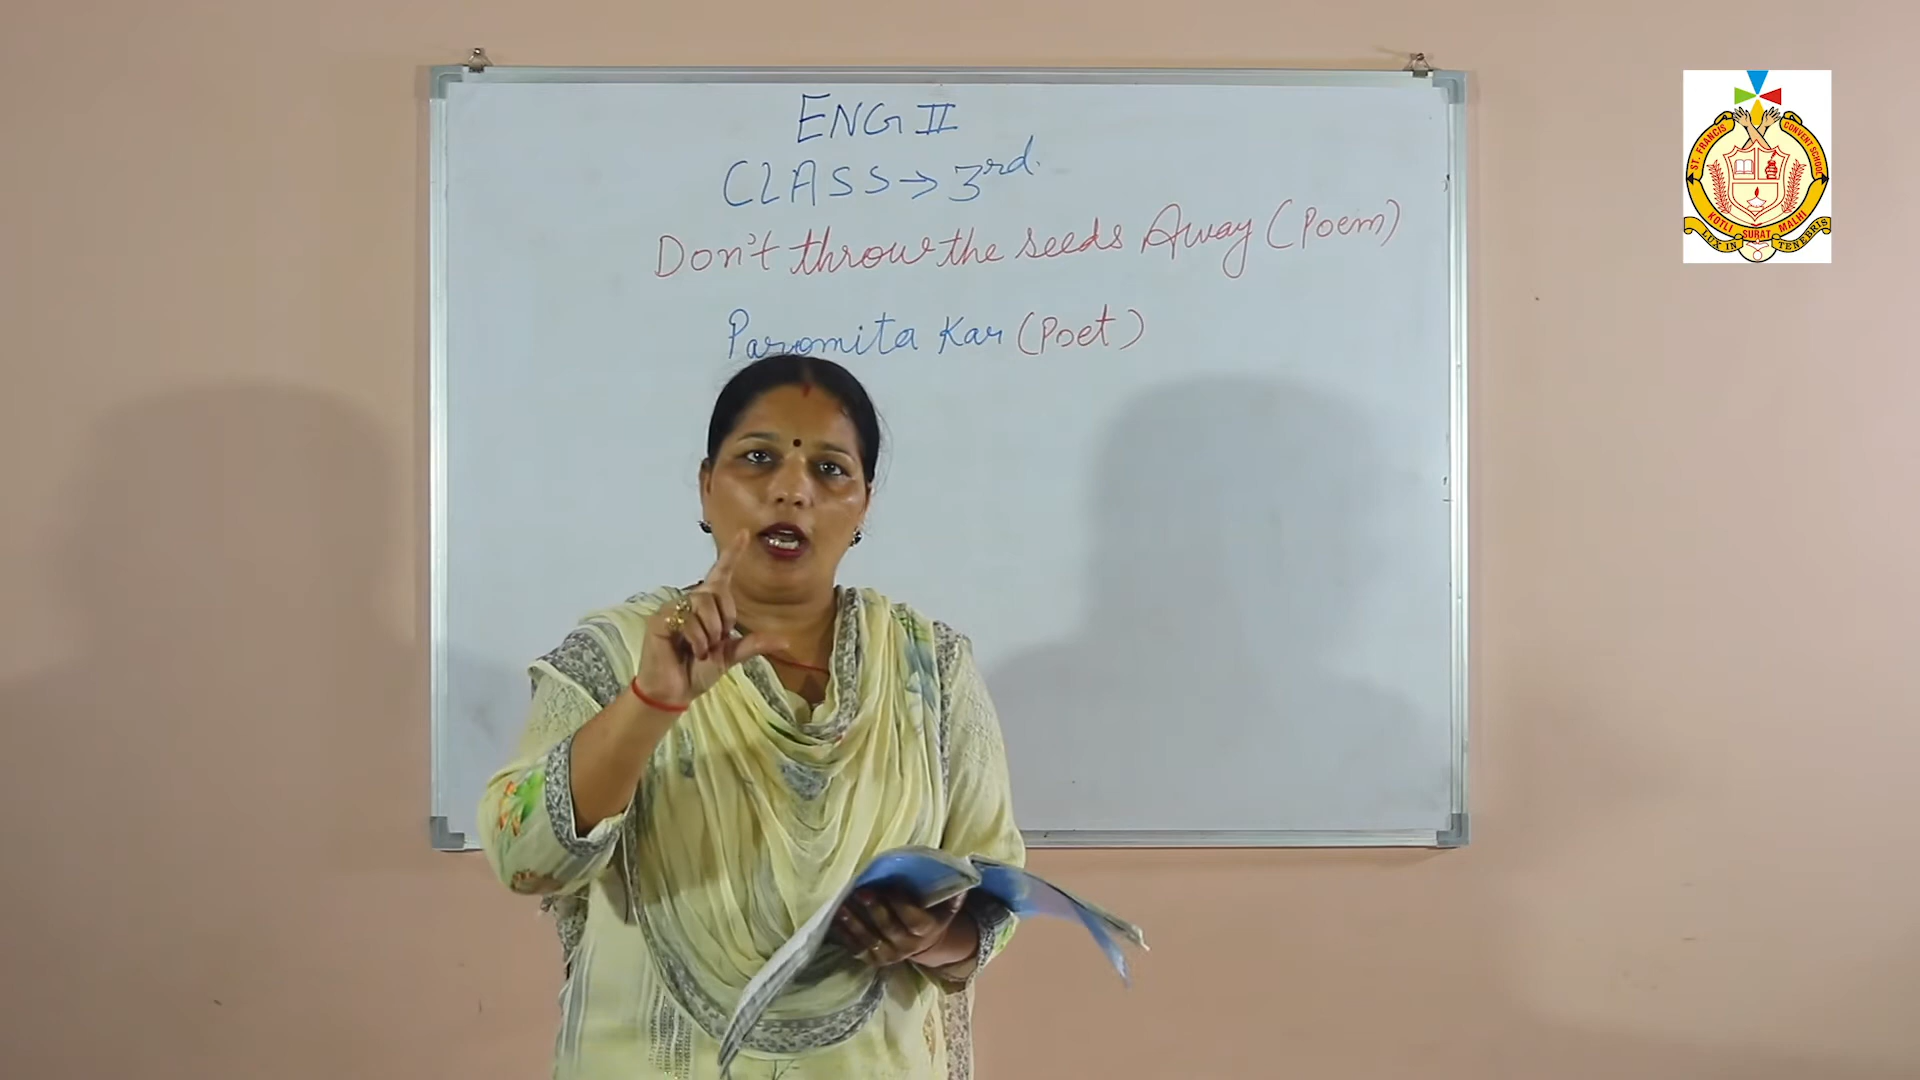 ENG II
CLASS → 3rd.
Don't throw the seeds Away (Poem)
Paromita Kar (Poet)
ST. FRANCIS CONVENT SCHOOL
KOTLI SURAT MALHI
LUX IN TENEBRIS